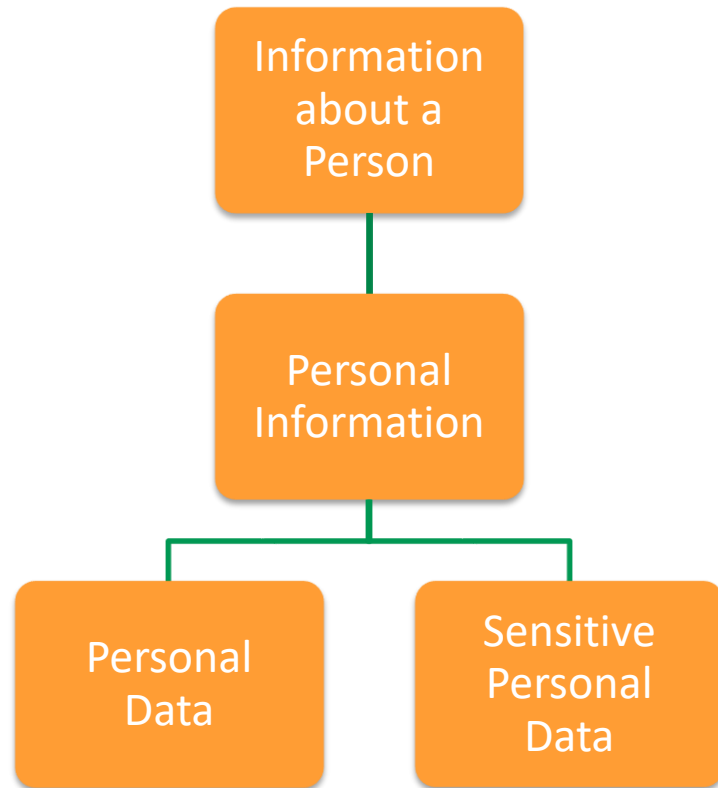 Information
about a
Person
Personal
Information
Personal
Data
Sensitive
Personal
Data